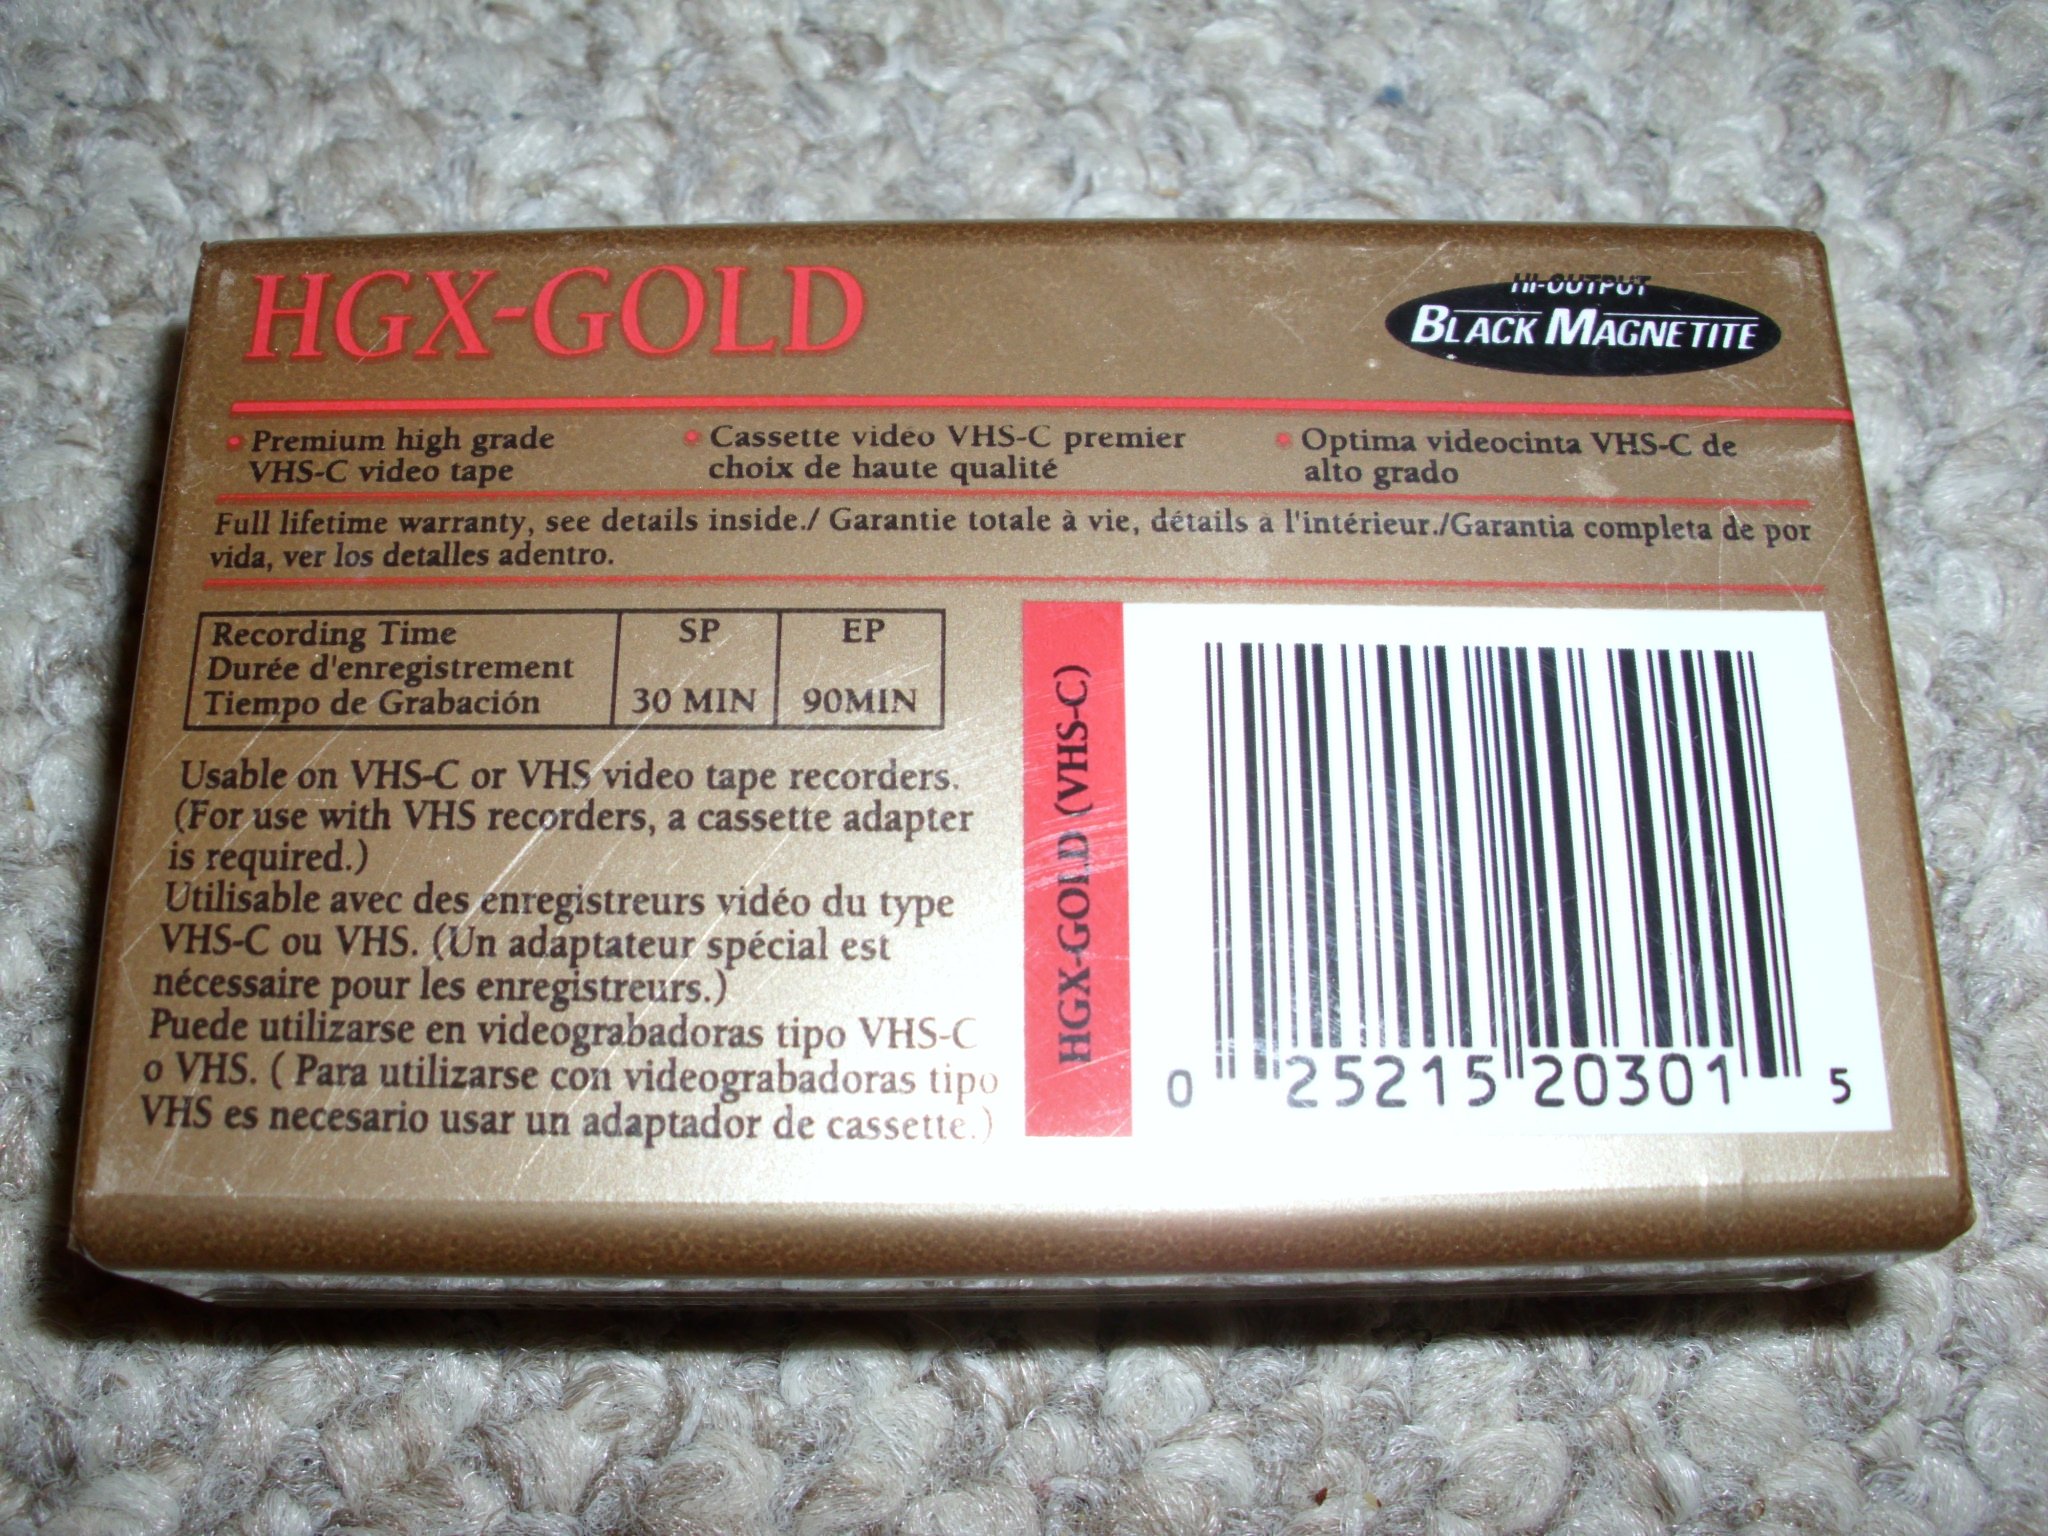 HGX-GOLD
HI-OUTPUT
BLACK MAGNETITE
• Premium high grade
VHS-C video tape
• Cassette vidéo VHS-C premier
choix de haute qualité
• Optima videocinta VHS-C de
alto grado
Full lifetime warranty, see details inside./ Garantie totale à vie, détails a l'intérieur./Garantia completa de por
vida, ver los detalles adentro.
Recording Time SP EP
Durée d'enregistrement
Tiempo de Grabación 30 MIN 90MIN
Usable on VHS-C or VHS video tape recorders.
(For use with VHS recorders, a cassette adapter
is required.)
Utilisable avec des enregistreurs vidéo du type
VHS-C ou VHS. (Un adaptateur spécial est
nécessaire pour les enregistreurs.)
Puede utilizarse en videograbadoras tipo VHS-C
o VHS. ( Para utilizarse con videograbadoras tipo
VHS es necesario usar un adaptador de cassette.)
HGX-GOLD (VHS-C)
0 25215 20301 5